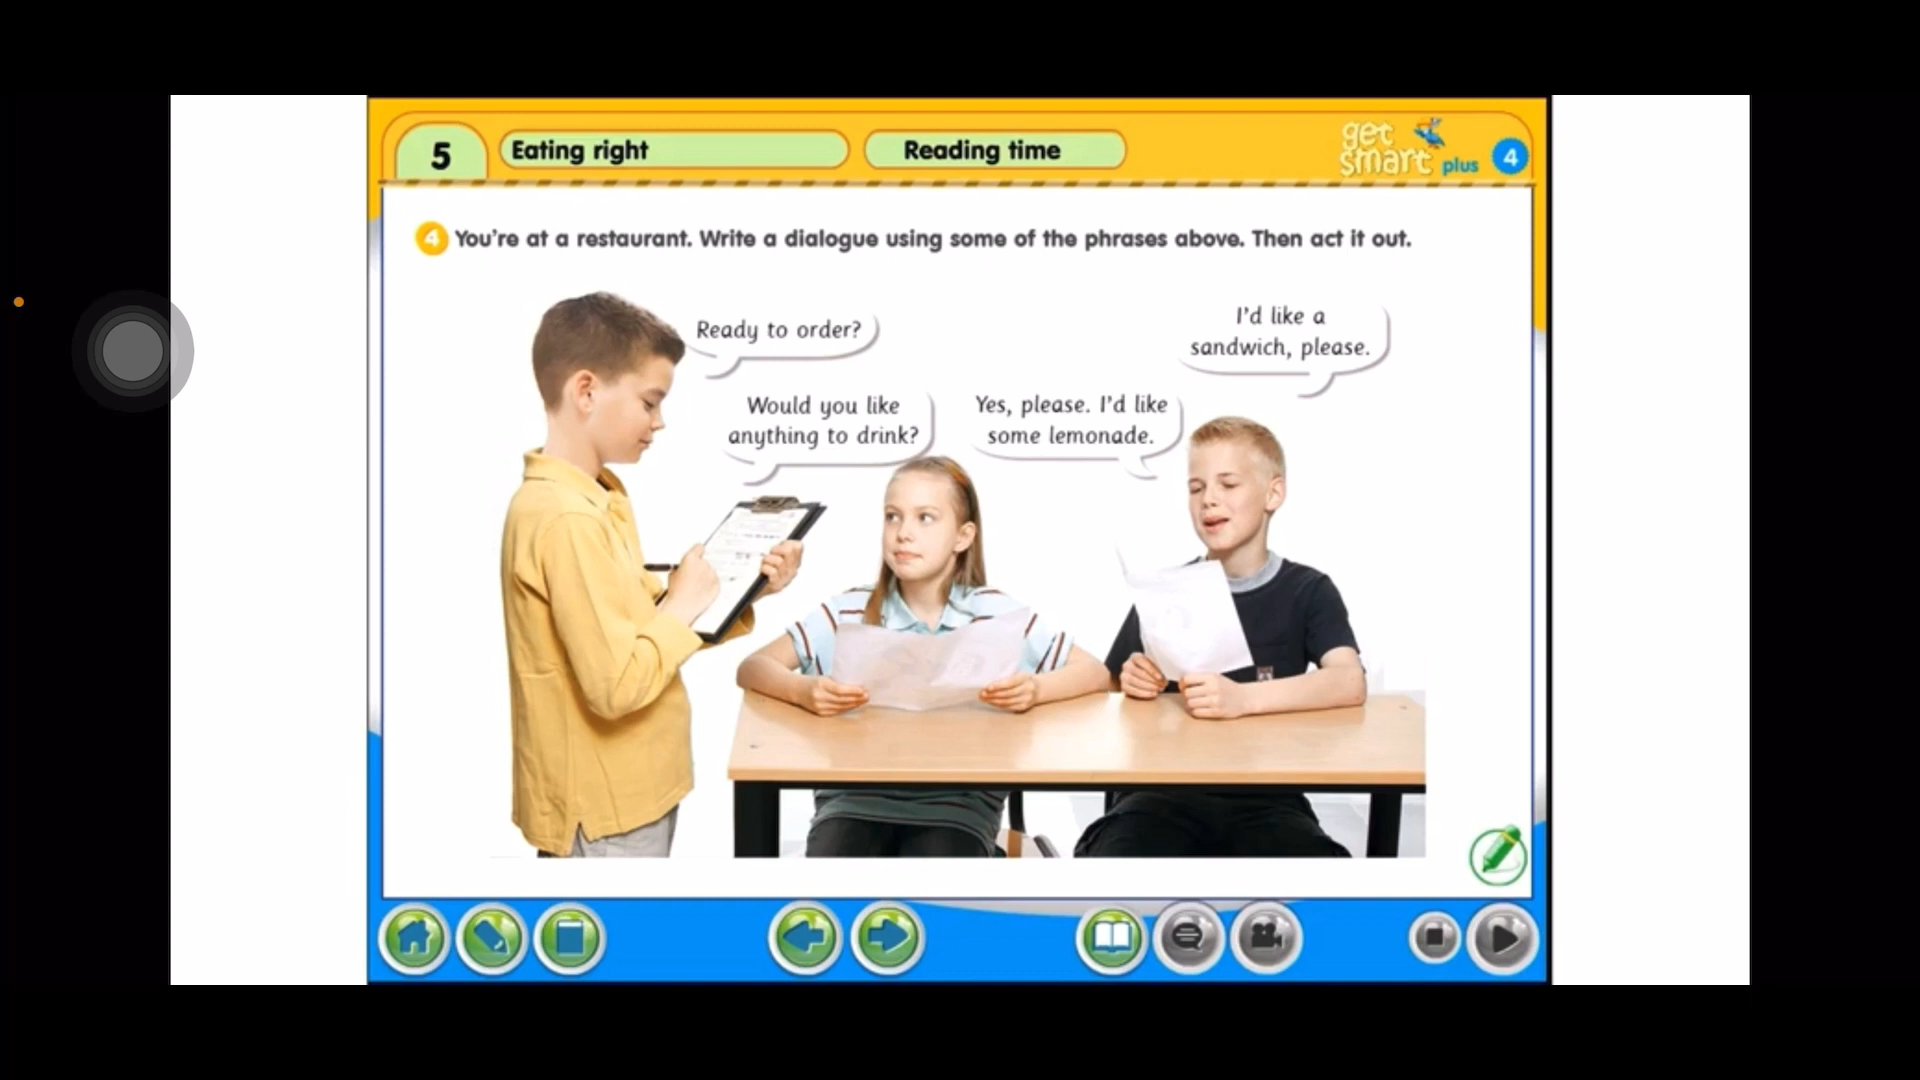 5
Eating right
Reading time
get
smart plus 4
4 You're at a restaurant. Write a dialogue using some of the phrases above. Then act it out.
Ready to order?
Would you like
anything to drink?
Yes, please. I'd like
some lemonade.
I'd like a
sandwich, please.